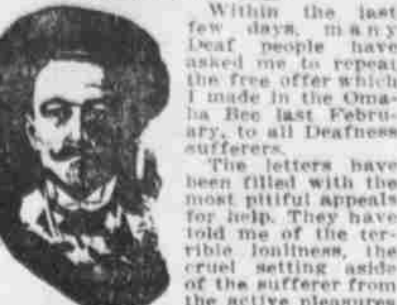 Within the last
few days, many
Deaf people have
asked me to repeat
the free offer which
I made in the Oma-
ha Bee last Febru-
ary, to all Deafness
sufferers.
The letters have
been filled with the
most pitiful appeals
for help. They have
told me of the ter-
rible lonliness, the
cruel setting aside
of the sufferer from
the active pleasures